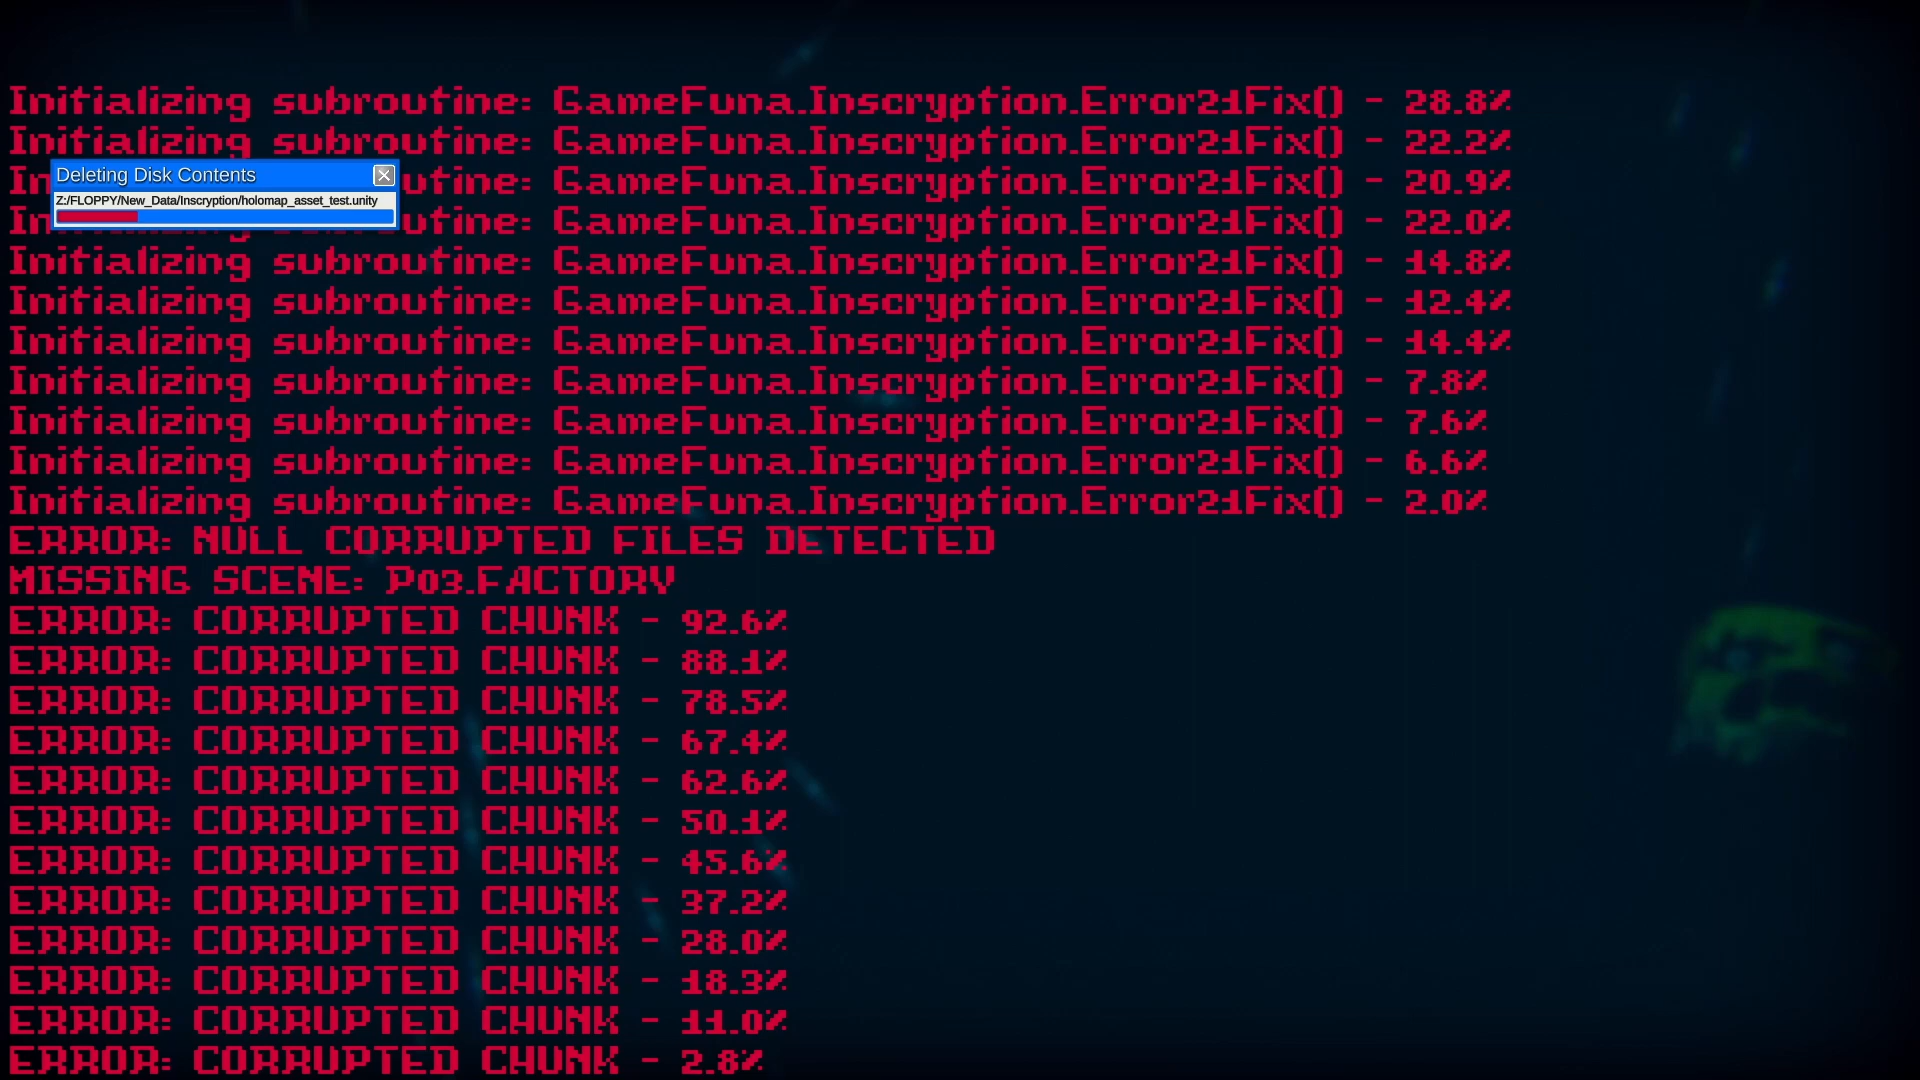 Initializing subroutine: GameFuna.Inscryption.Error21Fix() - 28.8%
Initializing subroutine: GameFuna.Inscryption.Error21Fix() - 22.2%
Deleting Disk Contents
In utine: GameFuna.Inscryption.Error21Fix() - 20.9%
Z:/FLOPPY/New_Data/Inscryption/holomap_asset_test.unity
Initializing subroutine: GameFuna.Inscryption.Error21Fix() - 22.0%
Initializing subroutine: GameFuna.Inscryption.Error21Fix() - 14.8%
Initializing subroutine: GameFuna.Inscryption.Error21Fix() - 12.4%
Initializing subroutine: GameFuna.Inscryption.Error21Fix() - 14.4%
Initializing subroutine: GameFuna.Inscryption.Error21Fix() - 7.8%
Initializing subroutine: GameFuna.Inscryption.Error21Fix() - 7.6%
Initializing subroutine: GameFuna.Inscryption.Error21Fix() - 6.6%
Initializing subroutine: GameFuna.Inscryption.Error21Fix() - 2.0%
ERROR: NULL CORRUPTED FILES DETECTED
MISSING SCENE: P03.FACTORY
ERROR: CORRUPTED CHUNK - 92.6%
ERROR: CORRUPTED CHUNK - 88.1%
ERROR: CORRUPTED CHUNK - 78.5%
ERROR: CORRUPTED CHUNK - 67.4%
ERROR: CORRUPTED CHUNK - 62.6%
ERROR: CORRUPTED CHUNK - 50.1%
ERROR: CORRUPTED CHUNK - 45.6%
ERROR: CORRUPTED CHUNK - 37.2%
ERROR: CORRUPTED CHUNK - 28.0%
ERROR: CORRUPTED CHUNK - 18.3%
ERROR: CORRUPTED CHUNK - 11.0%
ERROR: CORRUPTED CHUNK - 2.8%